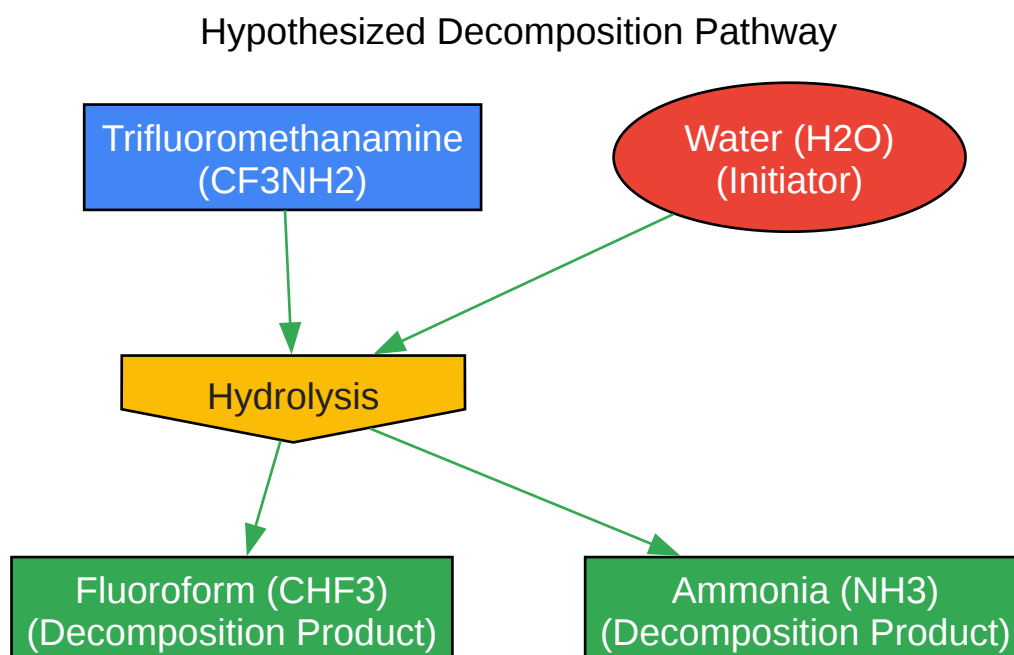 Hypothesized Decomposition Pathway
Trifluoromethanamine
(CF3NH2)
Water (H2O)
(Initiator)
Hydrolysis
Fluoroform (CHF3)
(Decomposition Product)
Ammonia (NH3)
(Decomposition Product)